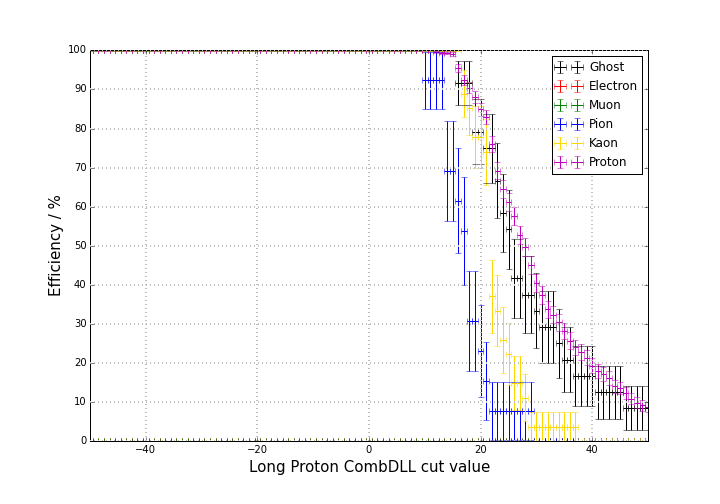 100
90
80
70
60
50
40
30
20
10
0
−40
−20
0
20
40
Efficiency / %
Long Proton CombDLL cut value
Ghost
Electron
Muon
Pion
Kaon
Proton